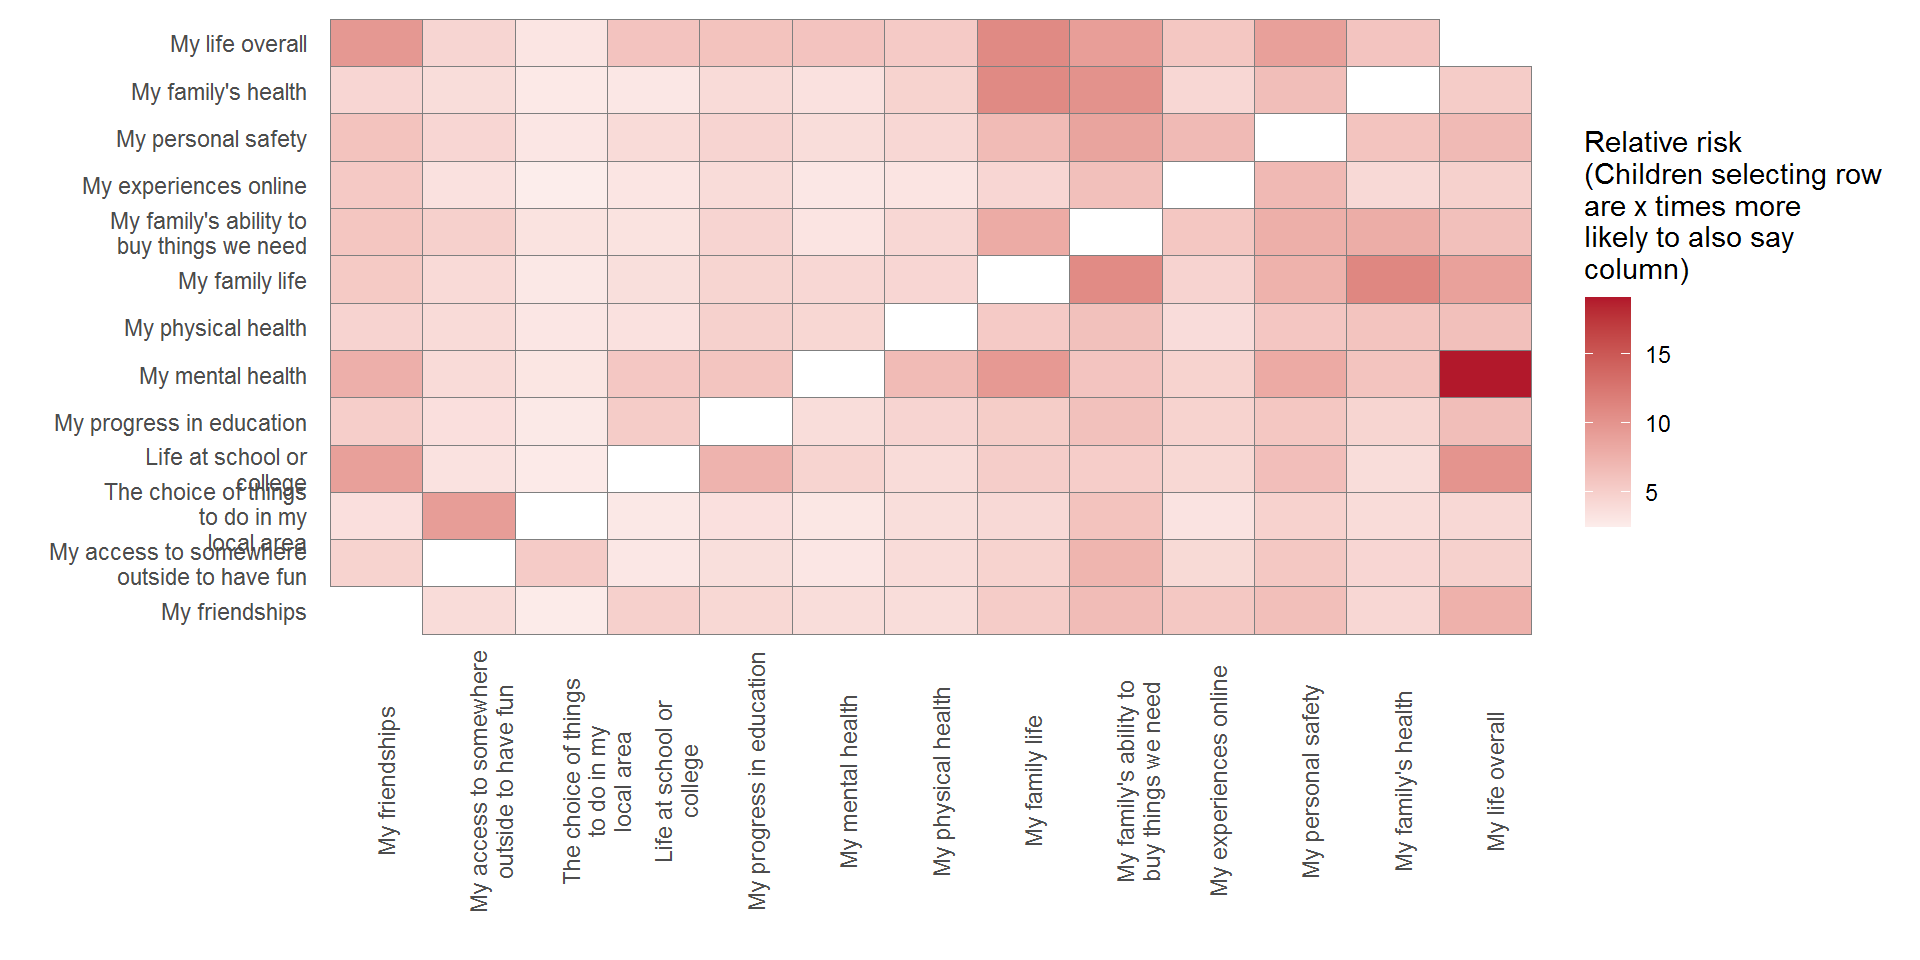 My life overall
My family's health
My personal safety
My experiences online
My family's ability to
buy things we need
My family life
My physical health
My mental health
My progress in education
Life at school or
college
The choice of things
to do in my
local area
My access to somewhere
outside to have fun
My friendships
My friendships
My access to somewhere
outside to have fun
The choice of things
to do in my
local area
Life at school or
college
My progress in education
My mental health
My physical health
My family life
My family's ability to
buy things we need
My experiences online
My personal safety
My family's health
My life overall
Relative risk
(Children selecting row
are x times more
likely to also say
column)
15
10
5